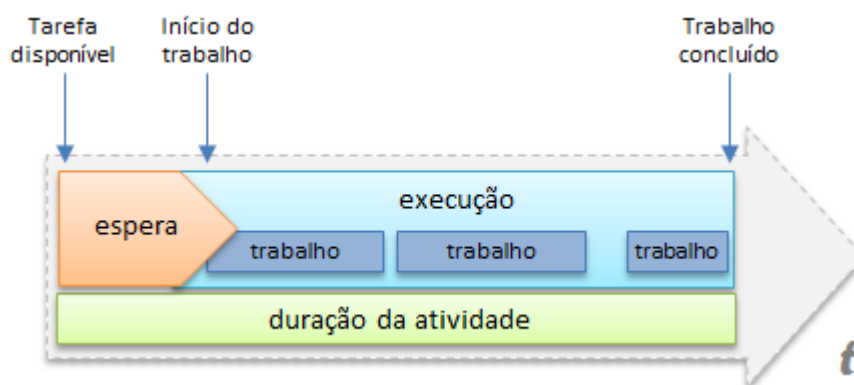 Tarefa
disponível
Início do
trabalho
Trabalho
concluído
espera
execução
trabalho
trabalho
trabalho
duração da atividade
t